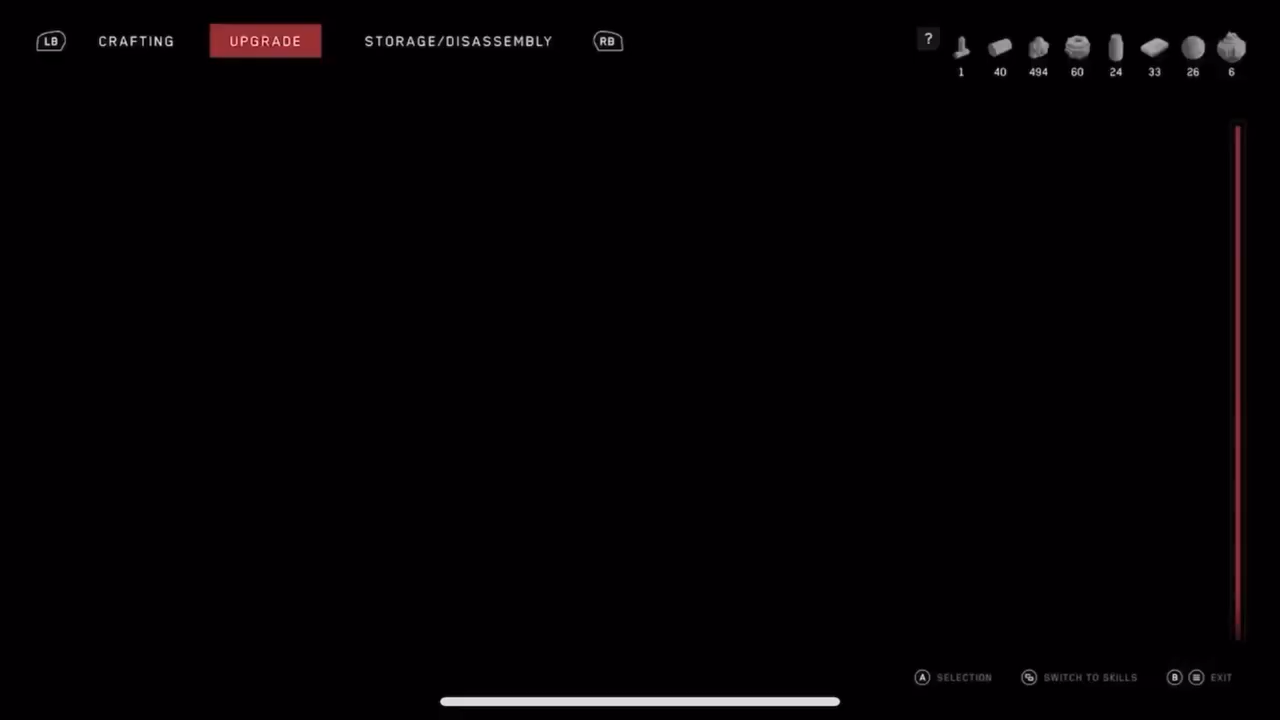 LB CRAFTING UPGRADE STORAGE/DISASSEMBLY RB ?
1 40 494 60 24 33 26 6
A SELECTION SWITCH TO SKILLS B EXIT